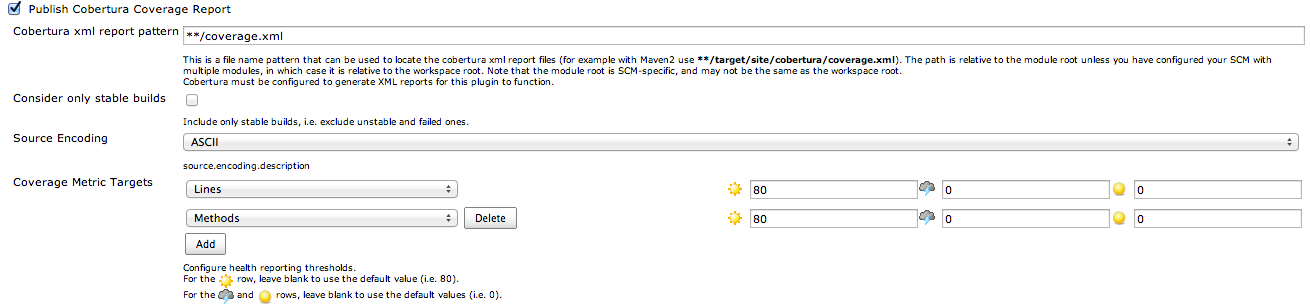 Publish Cobertura Coverage Report
Cobertura xml report pattern
**/coverage.xml
This is a file name pattern that can be used to locate the cobertura xml report files (for example with Maven2 use **/target/site/cobertura/coverage.xml). The path is relative to the module root unless you have configured your SCM with
multiple modules, in which case it is relative to the workspace root. Note that the module root is SCM-specific, and may not be the same as the workspace root.
Cobertura must be configured to generate XML reports for this plugin to function.
Consider only stable builds
Include only stable builds, i.e. exclude unstable and failed ones.
Source Encoding
ASCII
source.encoding.description
Coverage Metric Targets
Lines 80 0 0
Methods Delete 80 0 0
Add
Configure health reporting thresholds.
For the row, leave blank to use the default value (i.e. 80).
For the and rows, leave blank to use the default values (i.e. 0).